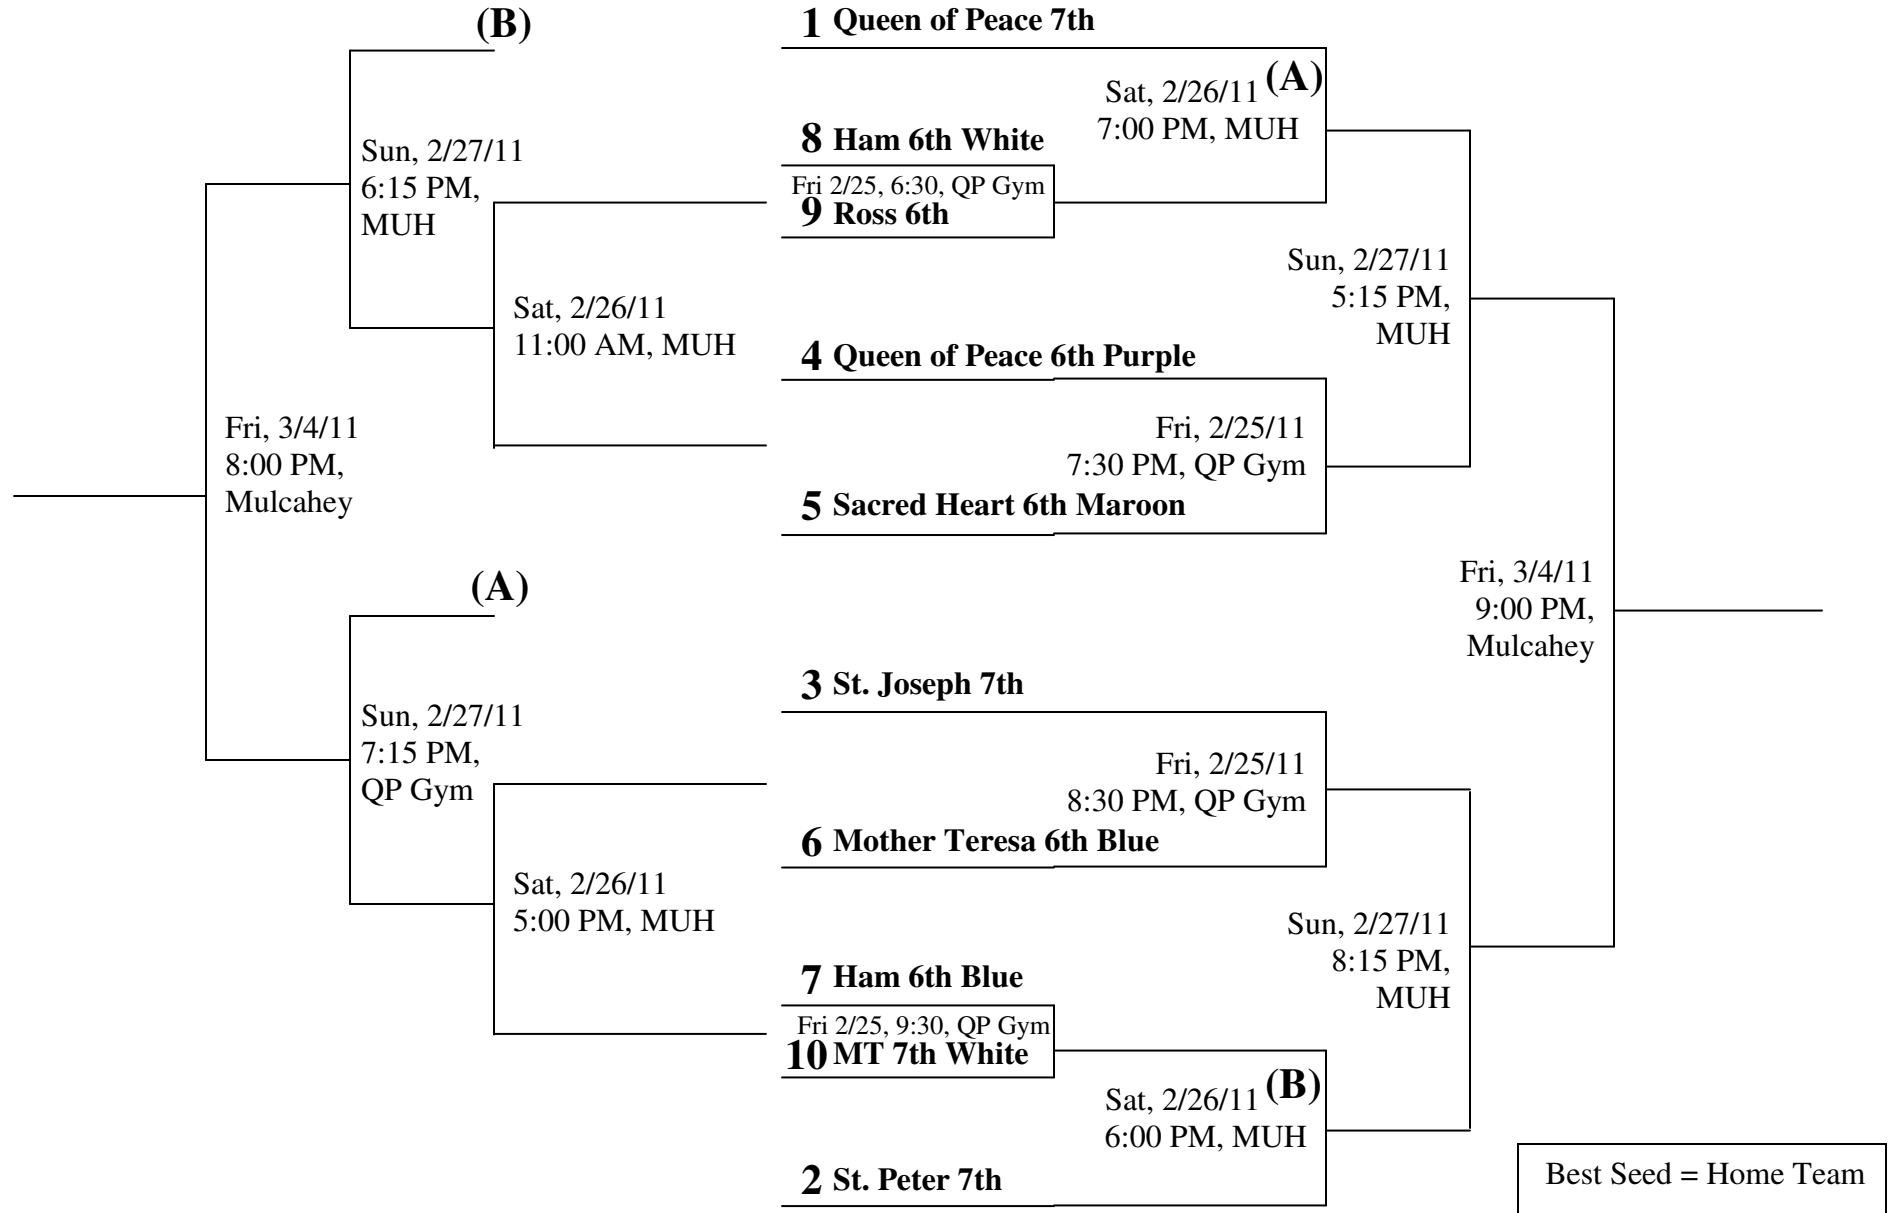 (B)
1 Queen of Peace 7th
Sat, 2/26/11 (A)
7:00 PM, MUH
8 Ham 6th White
Fri 2/25, 6:30, QP Gym
9 Ross 6th
Sun, 2/27/11
6:15 PM,
MUH
Sun, 2/27/11
5:15 PM,
MUH
Sat, 2/26/11
11:00 AM, MUH
4 Queen of Peace 6th Purple
Fri, 2/25/11
7:30 PM, QP Gym
5 Sacred Heart 6th Maroon
Fri, 3/4/11
8:00 PM,
Mulcahey
(A)
Fri, 3/4/11
9:00 PM,
Mulcahey
3 St. Joseph 7th
Sun, 2/27/11
7:15 PM,
QP Gym
Fri, 2/25/11
8:30 PM, QP Gym
6 Mother Teresa 6th Blue
Sat, 2/26/11
5:00 PM, MUH
Sun, 2/27/11
8:15 PM,
MUH
7 Ham 6th Blue
Fri 2/25, 9:30, QP Gym
10 MT 7th White
Sat, 2/26/11 (B)
6:00 PM, MUH
2 St. Peter 7th
Best Seed = Home Team